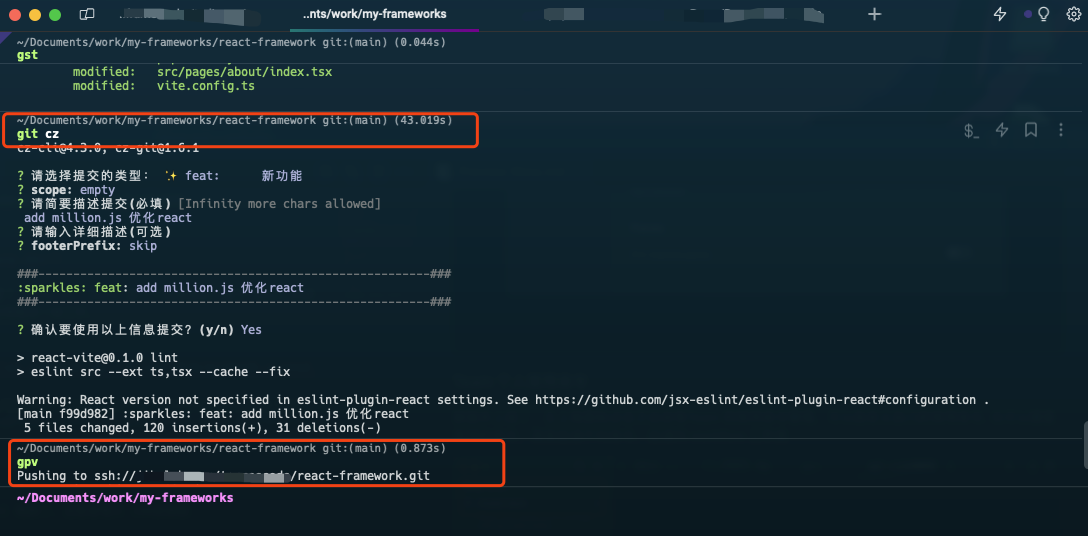 ..nts/work/my-frameworks
~/Documents/work/my-frameworks/react-framework git:(main) (0.044s)
gst
modified: src/pages/about/index.tsx
modified: vite.config.ts
~/Documents/work/my-frameworks/react-framework git:(main) (43.019s)
git cz
cz-cli@4.3.0, cz-git@1.6.1
? 请选择提交的类型: ✨ feat: 新功能
? scope: empty
? 请简要描述提交(必填) [Infinity more chars allowed]
add million.js 优化react
? 请输入详细描述(可选)
? footerPrefix: skip
###--------------------------------------------------------###
:sparkles: feat: add million.js 优化react
###--------------------------------------------------------###
? 确认要使用以上信息提交? (y/n) Yes
> react-vite@0.1.0 lint
> eslint src --ext ts,tsx --cache --fix
Warning: React version not specified in eslint-plugin-react settings. See https://github.com/jsx-eslint/eslint-plugin-react#configuration .
[main f99d982] :sparkles: feat: add million.js 优化react
5 files changed, 120 insertions(+), 31 deletions(-)
~/Documents/work/my-frameworks/react-framework git:(main) (0.873s)
gpv
Pushing to ssh:// /react-framework.git
~/Documents/work/my-frameworks